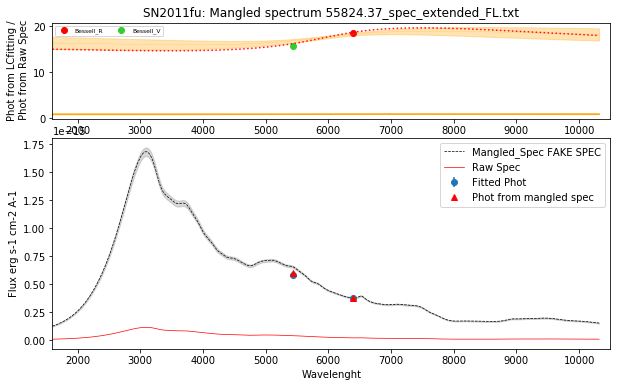 SN2011fu: Mangled spectrum 55824.37_spec_extended_FL.txt
Phot from LCfitting /
Phot from Raw Spec
20
10
0
Bessell_R
Bessell_V
2000 3000 4000 5000 6000 7000 8000 9000 10000
Flux erg s-1 cm-2 A-1
1.75
1.50
1.25
1.00
0.75
0.50
0.25
0.00
Mangled_Spec FAKE SPEC
Raw Spec
Fitted Phot
Phot from mangled spec
2000 3000 4000 5000 6000 7000 8000 9000 10000
Wavelenght